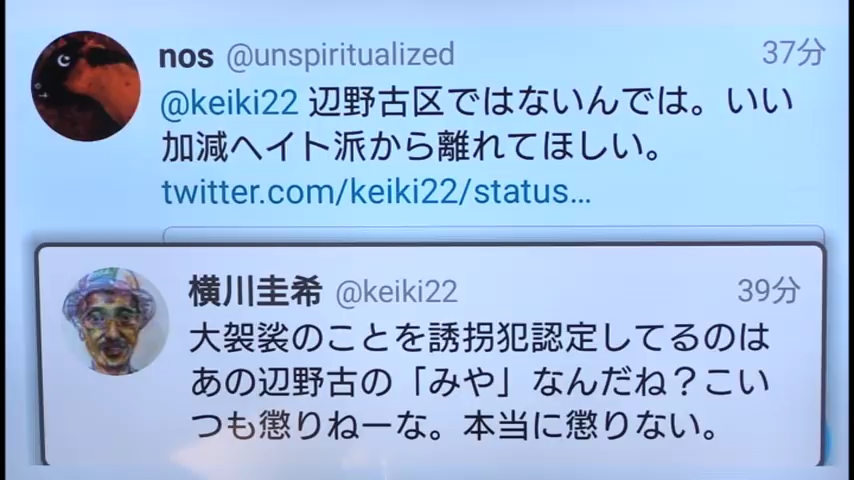 nos @unspiritualized 37分
@keiki22 辺野古区ではないんでは。いい
加減ヘイト派から離れてほしい。
twitter.com/keiki22/status…
横川圭希 @keiki22 39分
大袈裟のことを誘拐犯認定してるのは
あの辺野古の「みや」なんだね？こい
つも懲りねーな。本当に懲りない。